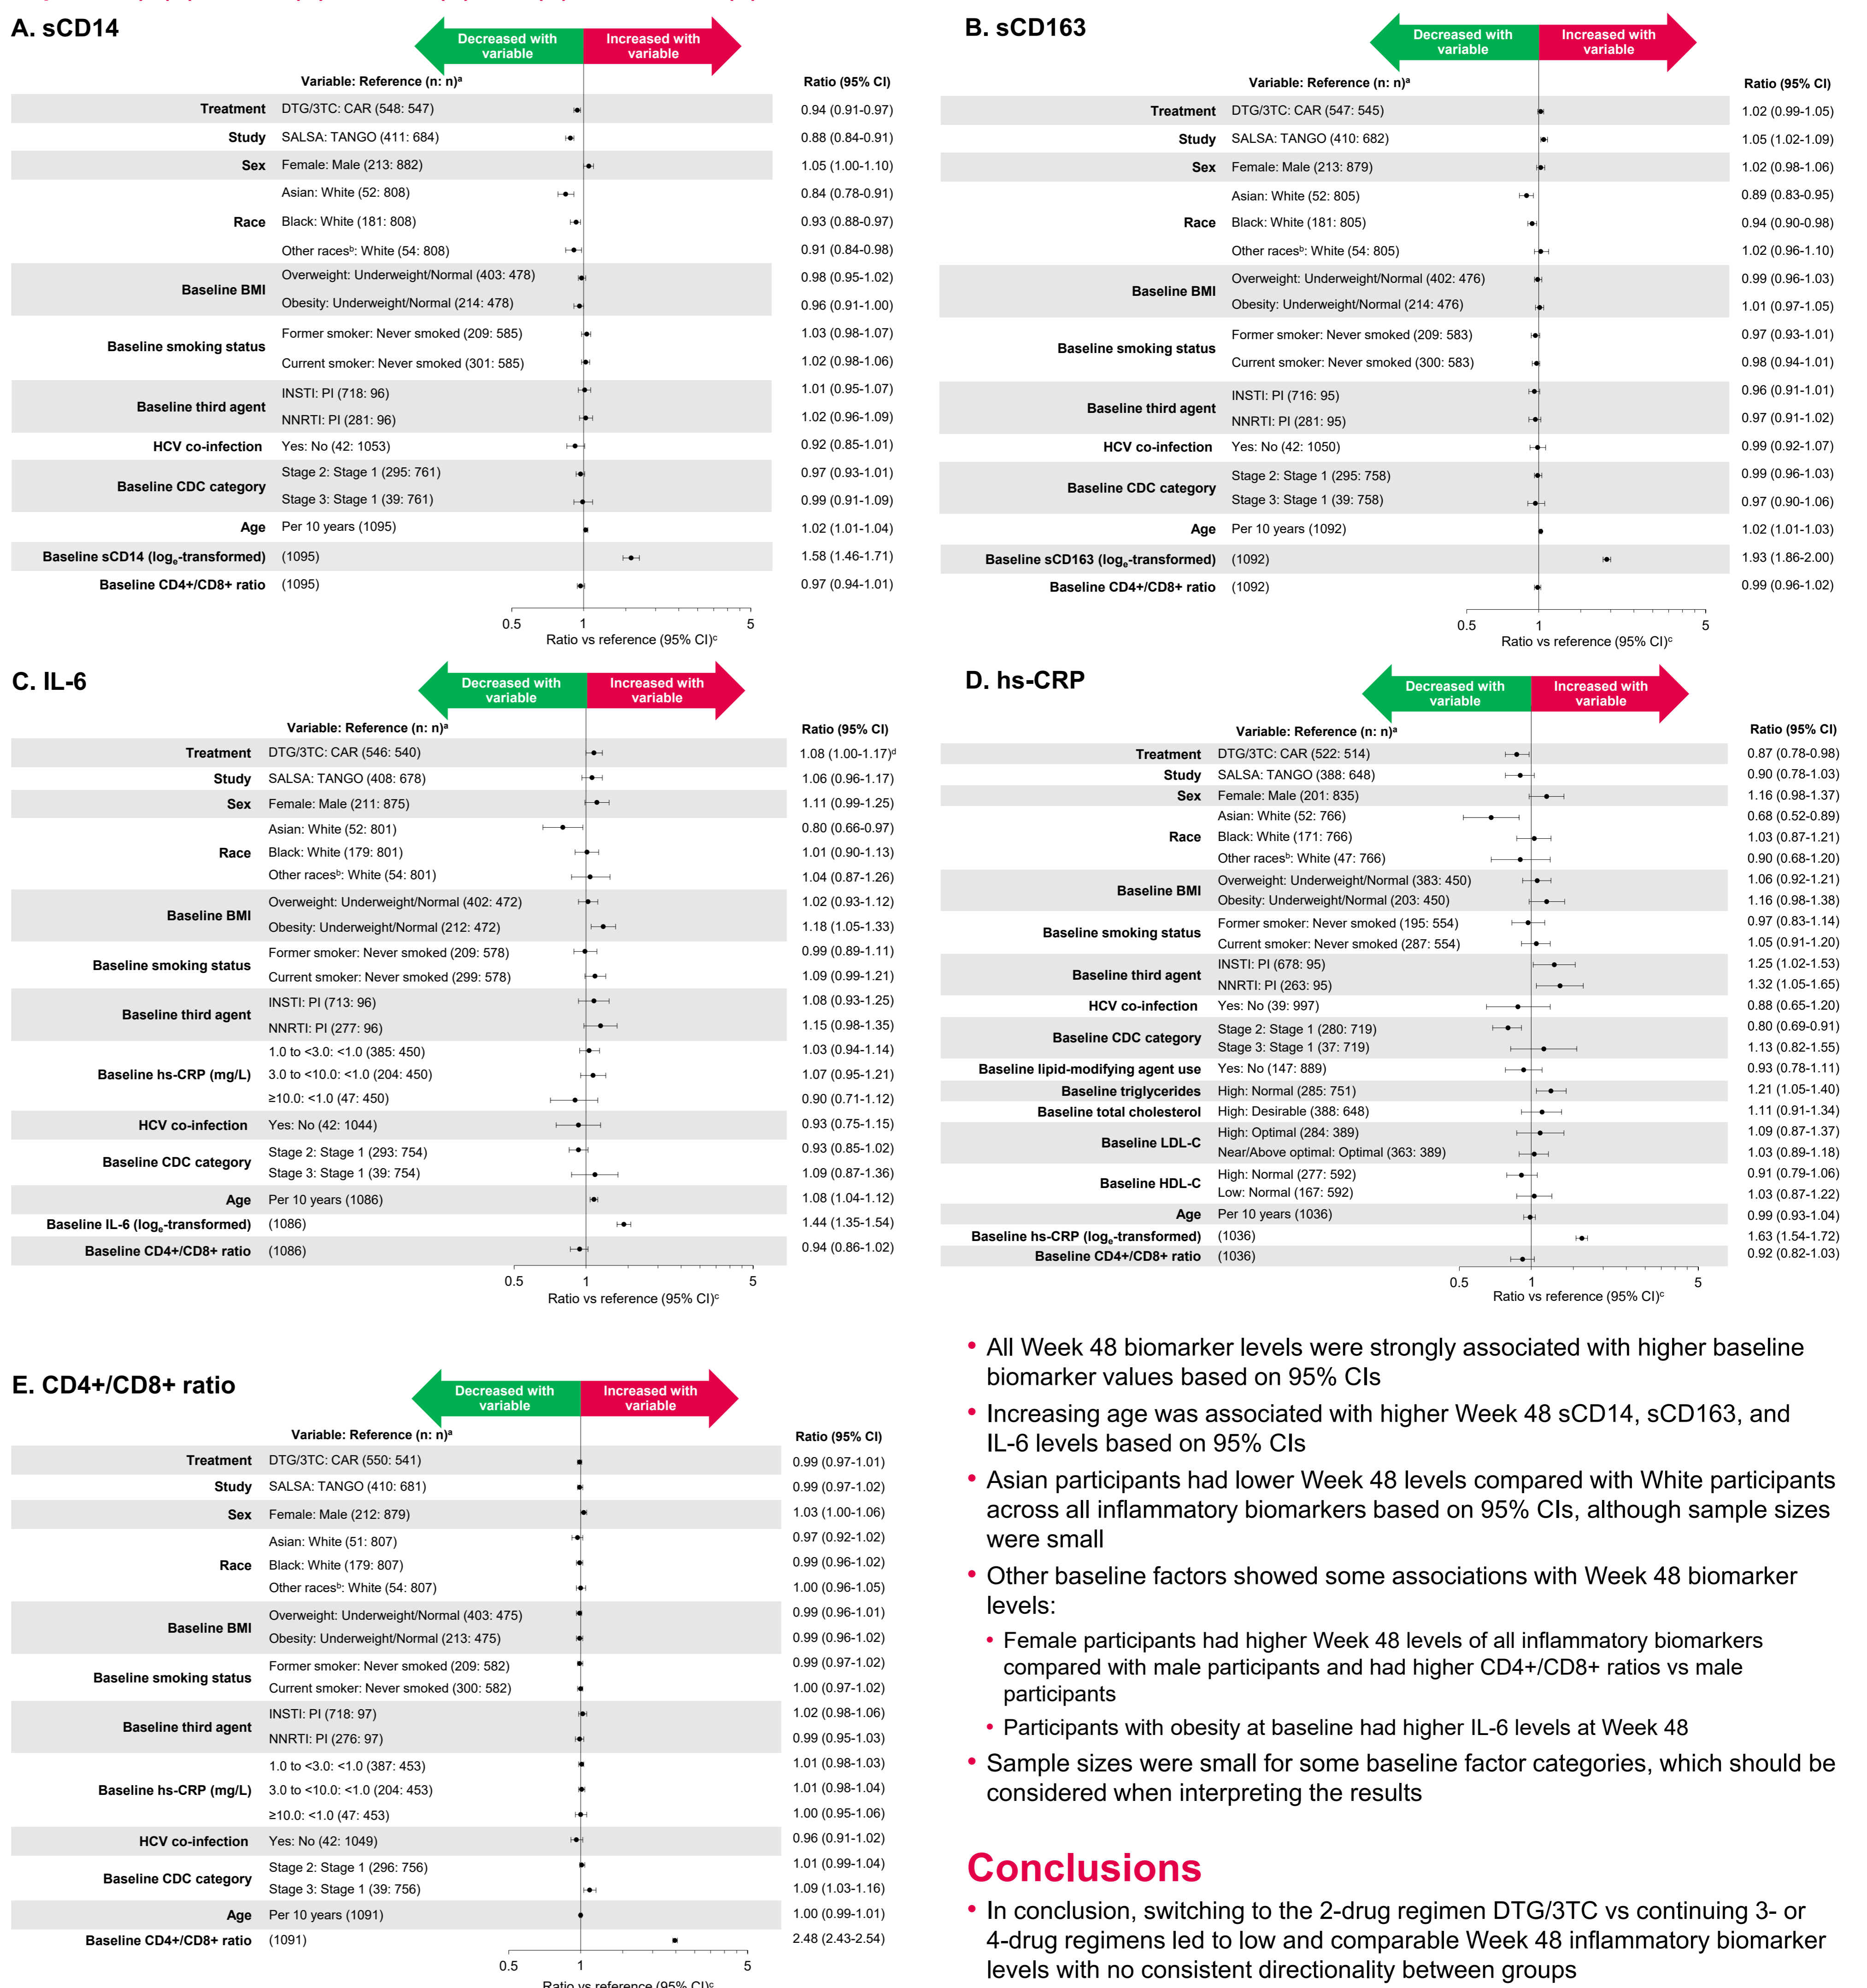 A. sCD14
Decreased with variable
Increased with variable
Variable: Reference (n: n)ᵃ
Ratio (95% CI)
Treatment DTG/3TC: CAR (548: 547) 0.94 (0.91-0.97)
Study SALSA: TANGO (411: 684) 0.88 (0.84-0.91)
Sex Female: Male (213: 882) 1.05 (1.00-1.10)
Asian: White (52: 808) 0.84 (0.78-0.91)
Race Black: White (181: 808) 0.93 (0.88-0.97)
Other racesᵇ: White (54: 808) 0.91 (0.84-0.98)
Baseline BMI
Overweight: Underweight/Normal (403: 478) 0.98 (0.95-1.02)
Obesity: Underweight/Normal (214: 478) 0.96 (0.91-1.00)
Baseline smoking status
Former smoker: Never smoked (209: 585) 1.03 (0.98-1.07)
Current smoker: Never smoked (301: 585) 1.02 (0.98-1.06)
Baseline third agent
INSTI: PI (718: 96) 1.01 (0.95-1.07)
NNRTI: PI (281: 96) 1.02 (0.96-1.09)
HCV co-infection Yes: No (42: 1053) 0.92 (0.85-1.01)
Baseline CDC category
Stage 2: Stage 1 (295: 761) 0.97 (0.93-1.01)
Stage 3: Stage 1 (39: 761) 0.99 (0.91-1.09)
Age Per 10 years (1095) 1.02 (1.01-1.04)
Baseline sCD14 (logₑ-transformed) (1095) 1.58 (1.46-1.71)
Baseline CD4+/CD8+ ratio (1095) 0.97 (0.94-1.01)
0.5 1 5
Ratio vs reference (95% CI)ᶜ
B. sCD163
Decreased with variable
Increased with variable
Variable: Reference (n: n)ᵃ
Ratio (95% CI)
Treatment DTG/3TC: CAR (547: 545) 1.02 (0.99-1.05)
Study SALSA: TANGO (410: 682) 1.05 (1.02-1.09)
Sex Female: Male (213: 879) 1.02 (0.98-1.06)
Asian: White (52: 805) 0.89 (0.83-0.95)
Race Black: White (181: 805) 0.94 (0.90-0.98)
Other racesᵇ: White (54: 805) 1.02 (0.96-1.10)
Baseline BMI
Overweight: Underweight/Normal (402: 476) 0.99 (0.96-1.03)
Obesity: Underweight/Normal (214: 476) 1.01 (0.97-1.05)
Baseline smoking status
Former smoker: Never smoked (209: 583) 0.97 (0.93-1.01)
Current smoker: Never smoked (300: 583) 0.98 (0.94-1.01)
Baseline third agent
INSTI: PI (716: 95) 0.96 (0.91-1.01)
NNRTI: PI (281: 95) 0.97 (0.91-1.02)
HCV co-infection Yes: No (42: 1050) 0.99 (0.92-1.07)
Baseline CDC category
Stage 2: Stage 1 (295: 758) 0.99 (0.96-1.03)
Stage 3: Stage 1 (39: 758) 0.97 (0.90-1.06)
Age Per 10 years (1092) 1.02 (1.01-1.03)
Baseline sCD163 (logₑ-transformed) (1092) 1.93 (1.86-2.00)
Baseline CD4+/CD8+ ratio (1092) 0.99 (0.96-1.02)
0.5 1 5
Ratio vs reference (95% CI)ᶜ
C. IL-6
Decreased with variable
Increased with variable
Variable: Reference (n: n)ᵃ
Ratio (95% CI)
Treatment DTG/3TC: CAR (546: 540) 1.08 (1.00-1.17)ᵈ
Study SALSA: TANGO (408: 678) 1.06 (0.96-1.17)
Sex Female: Male (211: 875) 1.11 (0.99-1.25)
Asian: White (52: 801) 0.80 (0.66-0.97)
Race Black: White (179: 801) 1.01 (0.90-1.13)
Other racesᵇ: White (54: 801) 1.04 (0.87-1.26)
Baseline BMI
Overweight: Underweight/Normal (402: 472) 1.02 (0.93-1.12)
Obesity: Underweight/Normal (212: 472) 1.18 (1.05-1.33)
Baseline smoking status
Former smoker: Never smoked (209: 578) 0.99 (0.89-1.11)
Current smoker: Never smoked (299: 578) 1.09 (0.99-1.21)
Baseline third agent
INSTI: PI (713: 96) 1.08 (0.93-1.25)
NNRTI: PI (277: 96) 1.15 (0.98-1.35)
1.0 to <3.0: <1.0 (385: 450) 1.03 (0.94-1.14)
Baseline hs-CRP (mg/L) 3.0 to <10.0: <1.0 (204: 450) 1.07 (0.95-1.21)
≥10.0: <1.0 (47: 450) 0.90 (0.71-1.12)
HCV co-infection Yes: No (42: 1044) 0.93 (0.75-1.15)
Baseline CDC category
Stage 2: Stage 1 (293: 754) 0.93 (0.85-1.02)
Stage 3: Stage 1 (39: 754) 1.09 (0.87-1.36)
Age Per 10 years (1086) 1.08 (1.04-1.12)
Baseline IL-6 (logₑ-transformed) (1086) 1.44 (1.35-1.54)
Baseline CD4+/CD8+ ratio (1086) 0.94 (0.86-1.02)
0.5 1 5
Ratio vs reference (95% CI)ᶜ
D. hs-CRP
Decreased with variable
Increased with variable
Variable: Reference (n: n)ᵃ
Ratio (95% CI)
Treatment DTG/3TC: CAR (522: 514) 0.87 (0.78-0.98)
Study SALSA: TANGO (388: 648) 0.90 (0.78-1.03)
Sex Female: Male (201: 835) 1.16 (0.98-1.37)
Asian: White (52: 766) 0.68 (0.52-0.89)
Race Black: White (171: 766) 1.03 (0.87-1.21)
Other racesᵇ: White (47: 766) 0.90 (0.68-1.20)
Baseline BMI
Overweight: Underweight/Normal (383: 450) 1.06 (0.92-1.21)
Obesity: Underweight/Normal (203: 450) 1.16 (0.98-1.38)
Baseline smoking status
Former smoker: Never smoked (195: 554) 0.97 (0.83-1.14)
Current smoker: Never smoked (287: 554) 1.05 (0.91-1.20)
Baseline third agent
INSTI: PI (678: 95) 1.25 (1.02-1.53)
NNRTI: PI (263: 95) 1.32 (1.05-1.65)
HCV co-infection Yes: No (39: 997) 0.88 (0.65-1.20)
Baseline CDC category
Stage 2: Stage 1 (280: 719) 0.80 (0.69-0.91)
Stage 3: Stage 1 (37: 719) 1.13 (0.82-1.55)
Baseline lipid-modifying agent use Yes: No (147: 889) 0.93 (0.78-1.11)
Baseline triglycerides High: Normal (285: 751) 1.21 (1.05-1.40)
Baseline total cholesterol High: Desirable (388: 648) 1.11 (0.91-1.34)
Baseline LDL-C
High: Optimal (284: 389) 1.09 (0.87-1.37)
Near/Above optimal: Optimal (363: 389) 1.03 (0.89-1.18)
Baseline HDL-C
High: Normal (277: 592) 0.91 (0.79-1.06)
Low: Normal (167: 592) 1.03 (0.87-1.22)
Age Per 10 years (1036) 0.99 (0.93-1.04)
Baseline hs-CRP (logₑ-transformed) (1036) 1.63 (1.54-1.72)
Baseline CD4+/CD8+ ratio (1036) 0.92 (0.82-1.03)
0.5 1 5
Ratio vs reference (95% CI)ᶜ
E. CD4+/CD8+ ratio
Decreased with variable
Increased with variable
Variable: Reference (n: n)ᵃ
Ratio (95% CI)
Treatment DTG/3TC: CAR (550: 541) 0.99 (0.97-1.01)
Study SALSA: TANGO (410: 681) 0.99 (0.97-1.02)
Sex Female: Male (212: 879) 1.03 (1.00-1.06)
Asian: White (51: 807) 0.97 (0.92-1.02)
Race Black: White (179: 807) 0.99 (0.96-1.02)
Other racesᵇ: White (54: 807) 1.00 (0.96-1.05)
Baseline BMI
Overweight: Underweight/Normal (403: 475) 0.99 (0.96-1.01)
Obesity: Underweight/Normal (213: 475) 0.99 (0.96-1.02)
Baseline smoking status
Former smoker: Never smoked (209: 582) 0.99 (0.97-1.02)
Current smoker: Never smoked (300: 582) 1.00 (0.97-1.02)
Baseline third agent
INSTI: PI (718: 97) 1.02 (0.98-1.06)
NNRTI: PI (276: 97) 0.99 (0.95-1.03)
1.0 to <3.0: <1.0 (387: 453) 1.01 (0.98-1.03)
Baseline hs-CRP (mg/L) 3.0 to <10.0: <1.0 (204: 453) 1.01 (0.98-1.04)
≥10.0: <1.0 (47: 453) 1.00 (0.95-1.06)
HCV co-infection Yes: No (42: 1049) 0.96 (0.91-1.02)
Baseline CDC category
Stage 2: Stage 1 (296: 756) 1.01 (0.99-1.04)
Stage 3: Stage 1 (39: 756) 1.09 (1.03-1.16)
Age Per 10 years (1091) 1.00 (0.99-1.01)
Baseline CD4+/CD8+ ratio (1091) 2.48 (2.43-2.54)
0.5 1 5
Ratio vs reference (95% CI)ᶜ
• All Week 48 biomarker levels were strongly associated with higher baseline
biomarker values based on 95% CIs
• Increasing age was associated with higher Week 48 sCD14, sCD163, and
IL-6 levels based on 95% CIs
• Asian participants had lower Week 48 levels compared with White participants
across all inflammatory biomarkers based on 95% CIs, although sample sizes
were small
• Other baseline factors showed some associations with Week 48 biomarker
levels:
• Female participants had higher Week 48 levels of all inflammatory biomarkers
compared with male participants and had higher CD4+/CD8+ ratios vs male
participants
• Participants with obesity at baseline had higher IL-6 levels at Week 48
• Sample sizes were small for some baseline factor categories, which should be
considered when interpreting the results
Conclusions
• In conclusion, switching to the 2-drug regimen DTG/3TC vs continuing 3- or
4-drug regimens led to low and comparable Week 48 inflammatory biomarker
levels with no consistent directionality between groups